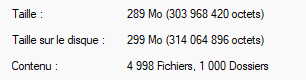 Taille : 289 Mo (303 968 420 octets)
Taille sur le disque : 299 Mo (314 064 896 octets)
Contenu : 4 998 Fichiers, 1 000 Dossiers